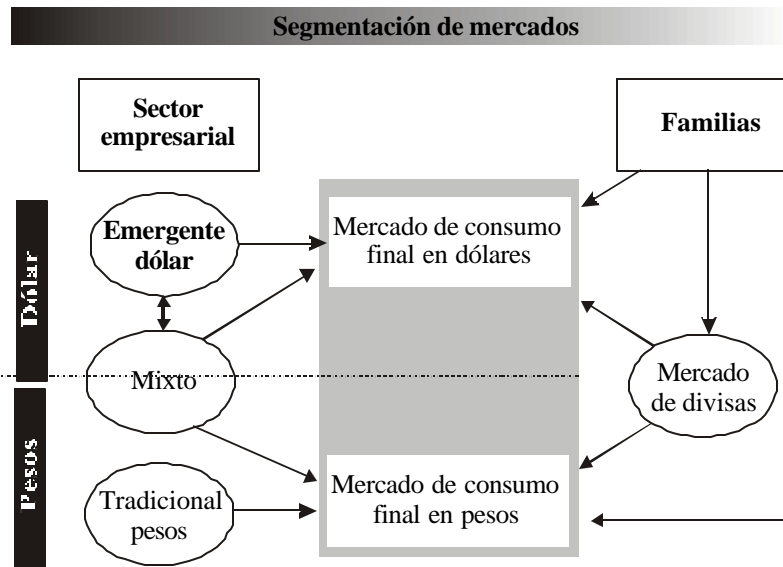 Segmentación de mercados
Sector
empresarial
Familias
Dólar
Emergente
dólar
Mercado de consumo
final en dólares
Mixto
Mercado
de divisas
Pesos
Tradicional
pesos
Mercado de consumo
final en pesos